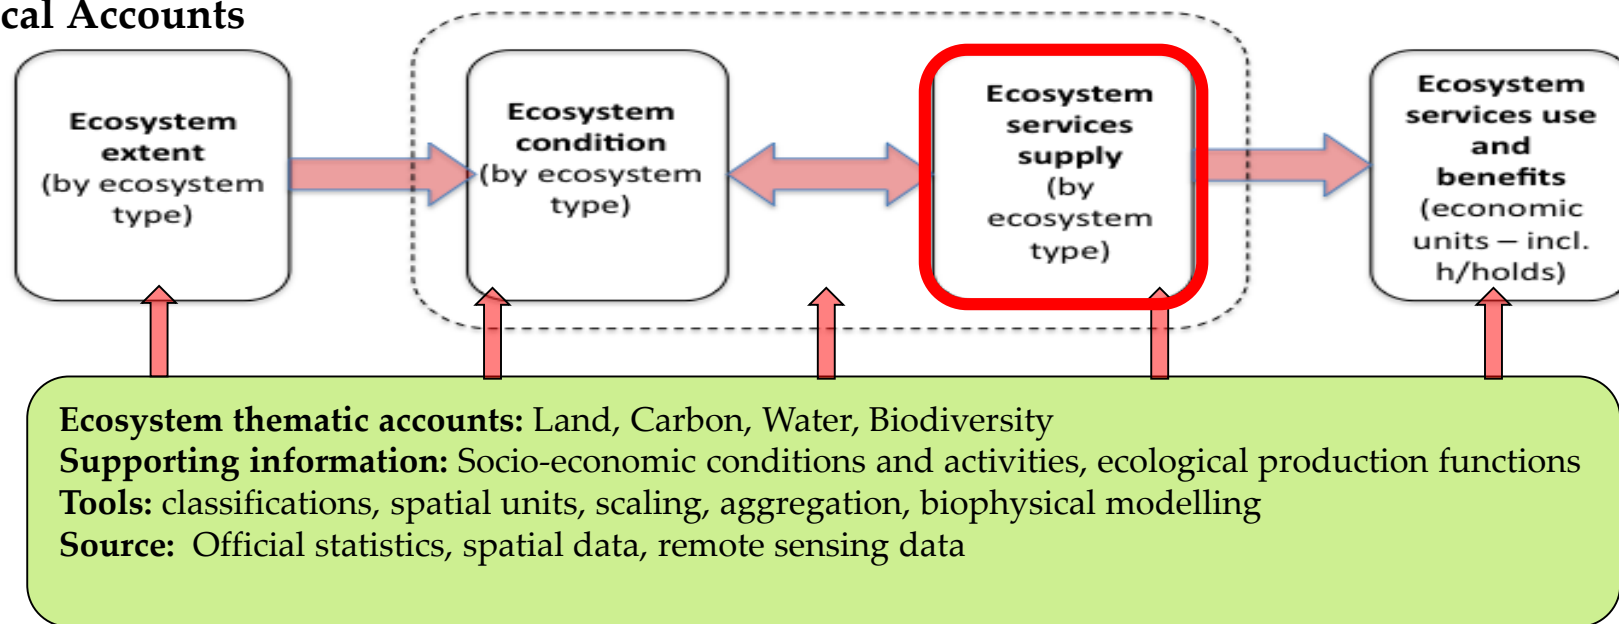 cal Accounts
Ecosystem
extent
(by ecosystem
type)
Ecosystem
condition
(by ecosystem
type)
Ecosystem
services
supply
(by
ecosystem
type)
Ecosystem
services use
and
benefits
(economic
units – incl.
h/holds)
Ecosystem thematic accounts: Land, Carbon, Water, Biodiversity
Supporting information: Socio-economic conditions and activities, ecological production functions
Tools: classifications, spatial units, scaling, aggregation, biophysical modelling
Source: Official statistics, spatial data, remote sensing data